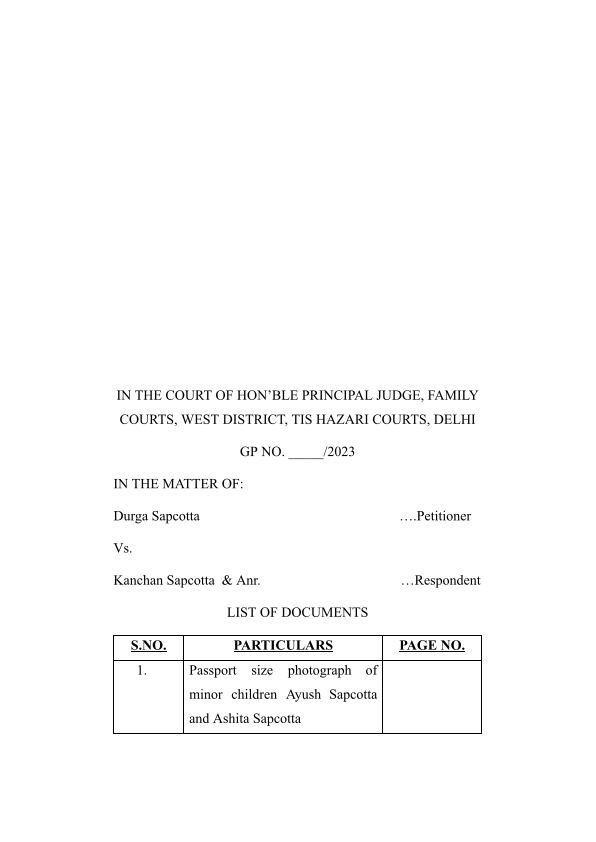 IN THE COURT OF HON’BLE PRINCIPAL JUDGE, FAMILY
COURTS, WEST DISTRICT, TIS HAZARI COURTS, DELHI
GP NO. _____/2023
IN THE MATTER OF:
Durga Sapcotta ….Petitioner
Vs.
Kanchan Sapcotta & Anr. …Respondent
LIST OF DOCUMENTS
S.NO. PARTICULARS PAGE NO.
1. Passport size photograph of
minor children Ayush Sapcotta
and Ashita Sapcotta